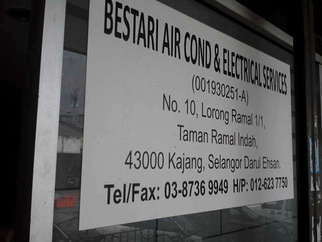 BESTARI AIR COND & ELECTRICAL SERVICES
(001930251-A)
No. 10, Lorong Ramal 1/1,
Taman Ramal Indah,
43000 Kajang, Selangor Darul Ehsan.
Tel/Fax: 03-8736 9949 H/P: 012-623 7750